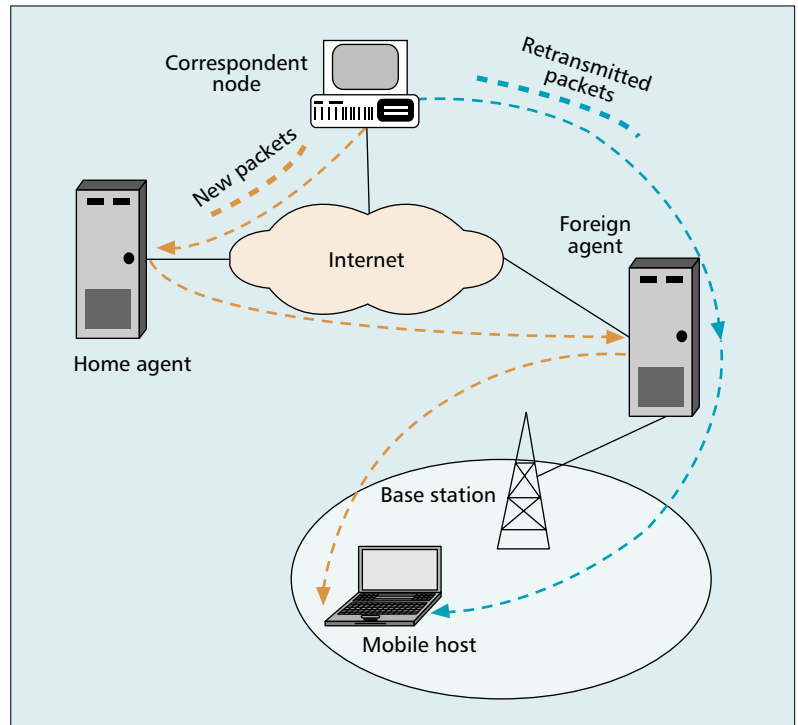 Correspondent
node
Retransmitted
packets
New packets
Foreign
agent
Internet
Home agent
Base station
Mobile host